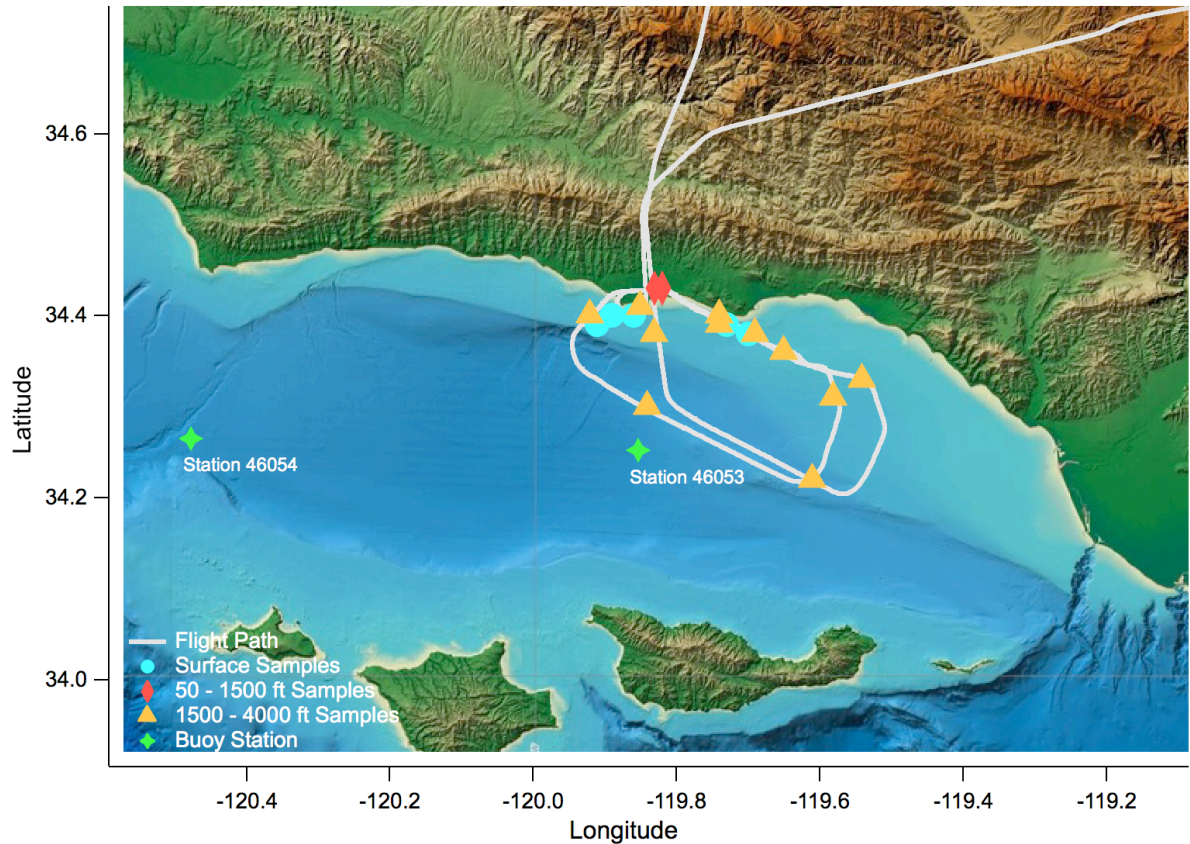 34.6
34.4
34.2
34.0
Latitude
Station 46054
Station 46053
Flight Path
Surface Samples
50 - 1500 ft Samples
1500 - 4000 ft Samples
Buoy Station
-120.4
-120.2
-120.0
-119.8
-119.6
-119.4
-119.2
Longitude